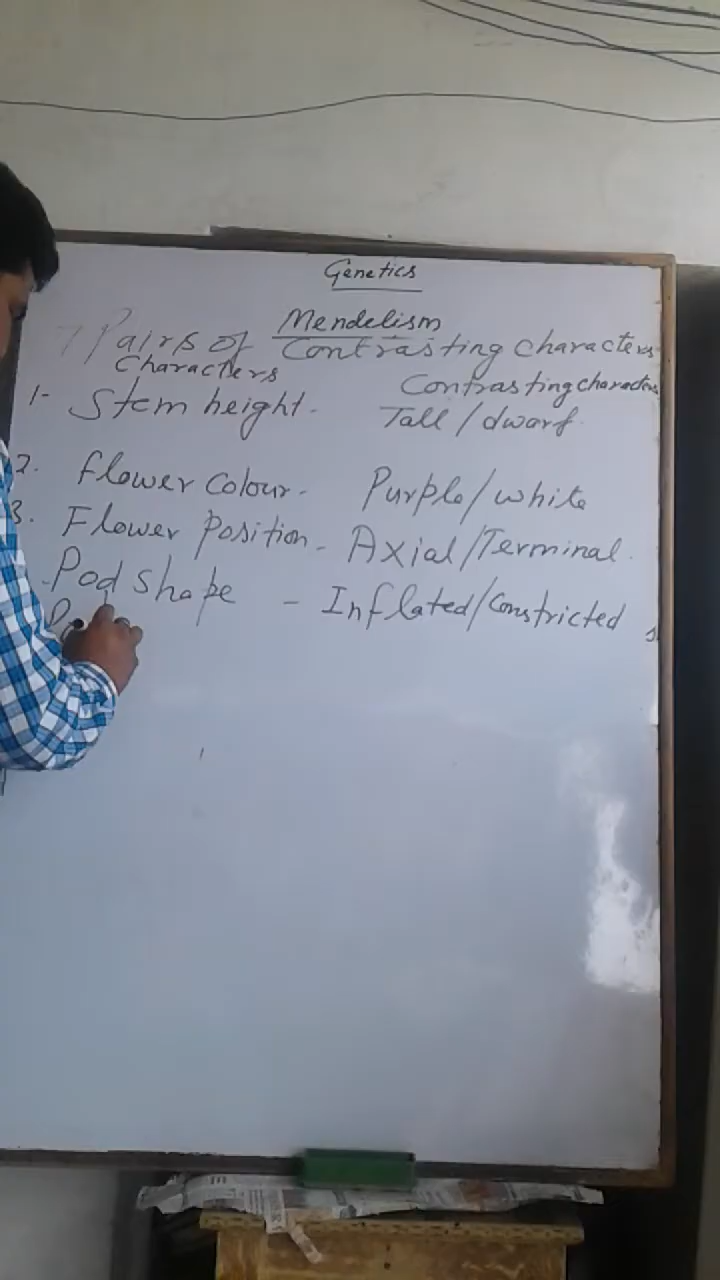 Genetics
Mendelism
7 Pairs of Contrasting characters
Characters Contrasting characters
1- Stem height. Tall/dwarf.
2. flower colour. Purple/white
3. Flower Position - Axial/Terminal.
Pod shape - Inflated/Constricted